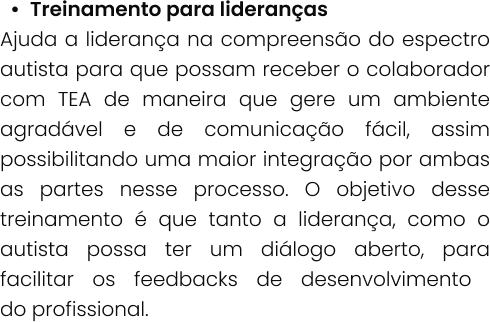 • Treinamento para lideranças
Ajuda a liderança na compreensão do espectro
autista para que possam receber o colaborador
com TEA de maneira que gere um ambiente
agradável e de comunicação fácil, assim
possibilitando uma maior integração por ambas
as partes nesse processo. O objetivo desse
treinamento é que tanto a liderança, como o
autista possa ter um diálogo aberto, para
facilitar os feedbacks de desenvolvimento
do profissional.